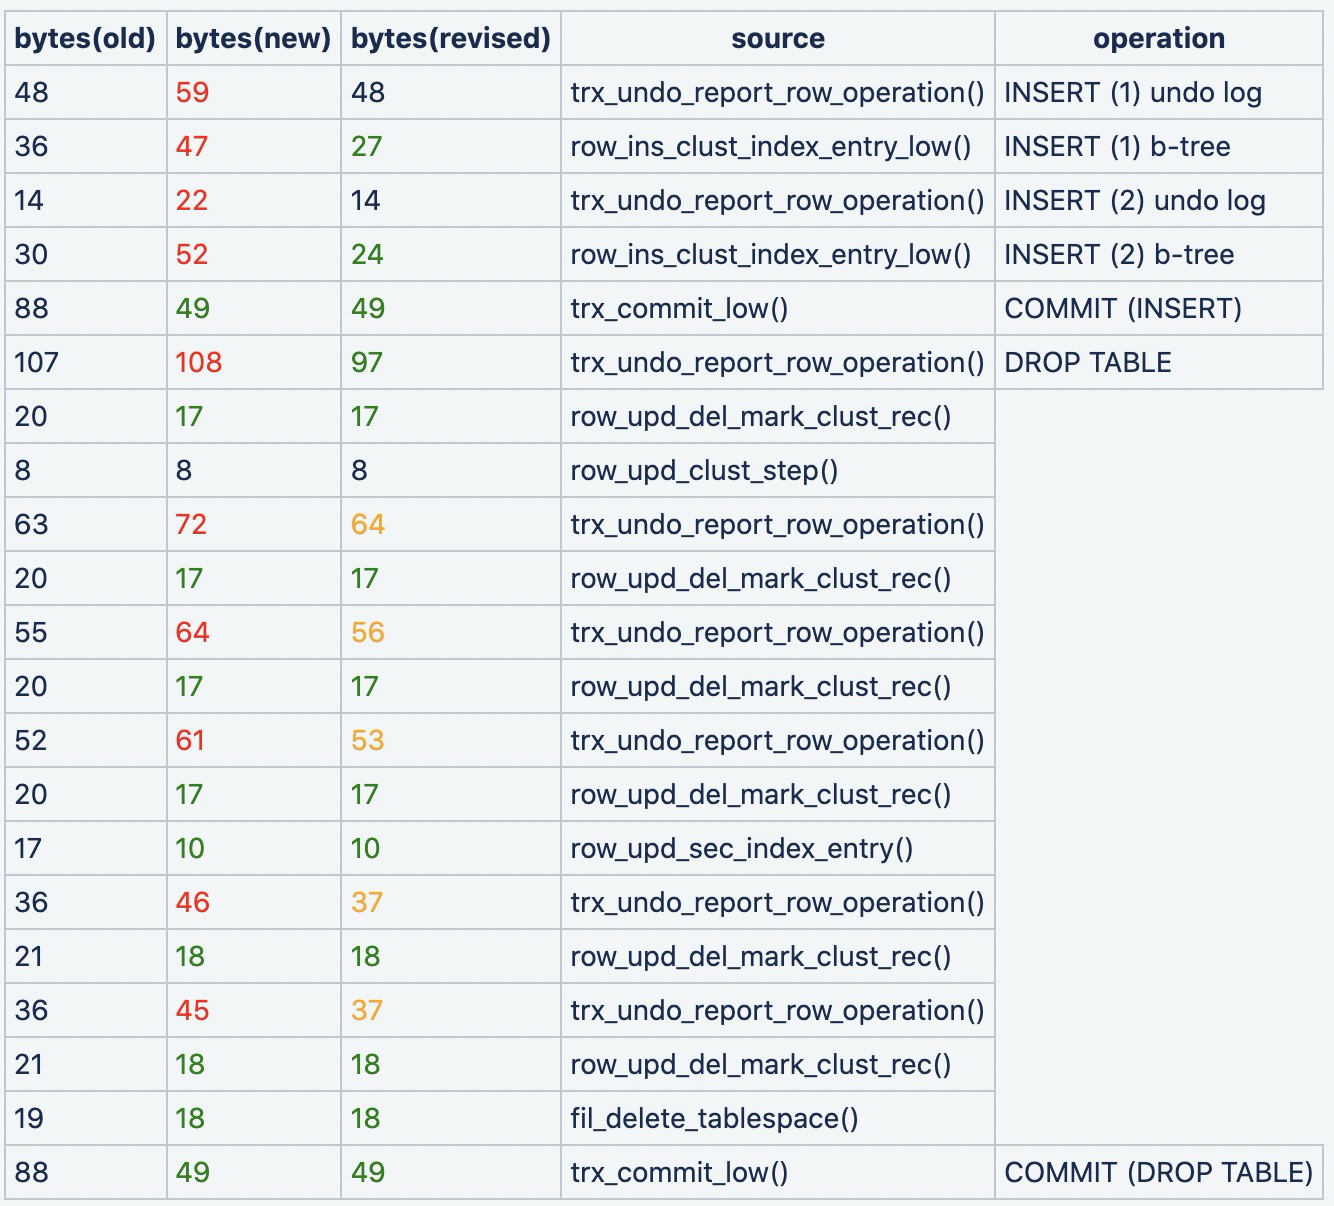 bytes(old) bytes(new) bytes(revised) source operation
48 59 48 trx_undo_report_row_operation() INSERT (1) undo log
36 47 27 row_ins_clust_index_entry_low() INSERT (1) b-tree
14 22 14 trx_undo_report_row_operation() INSERT (2) undo log
30 52 24 row_ins_clust_index_entry_low() INSERT (2) b-tree
88 49 49 trx_commit_low() COMMIT (INSERT)
107 108 97 trx_undo_report_row_operation() DROP TABLE
20 17 17 row_upd_del_mark_clust_rec()
8 8 8 row_upd_clust_step()
63 72 64 trx_undo_report_row_operation()
20 17 17 row_upd_del_mark_clust_rec()
55 64 56 trx_undo_report_row_operation()
20 17 17 row_upd_del_mark_clust_rec()
52 61 53 trx_undo_report_row_operation()
20 17 17 row_upd_del_mark_clust_rec()
17 10 10 row_upd_sec_index_entry()
36 46 37 trx_undo_report_row_operation()
21 18 18 row_upd_del_mark_clust_rec()
36 45 37 trx_undo_report_row_operation()
21 18 18 row_upd_del_mark_clust_rec()
19 18 18 fil_delete_tablespace()
88 49 49 trx_commit_low() COMMIT (DROP TABLE)